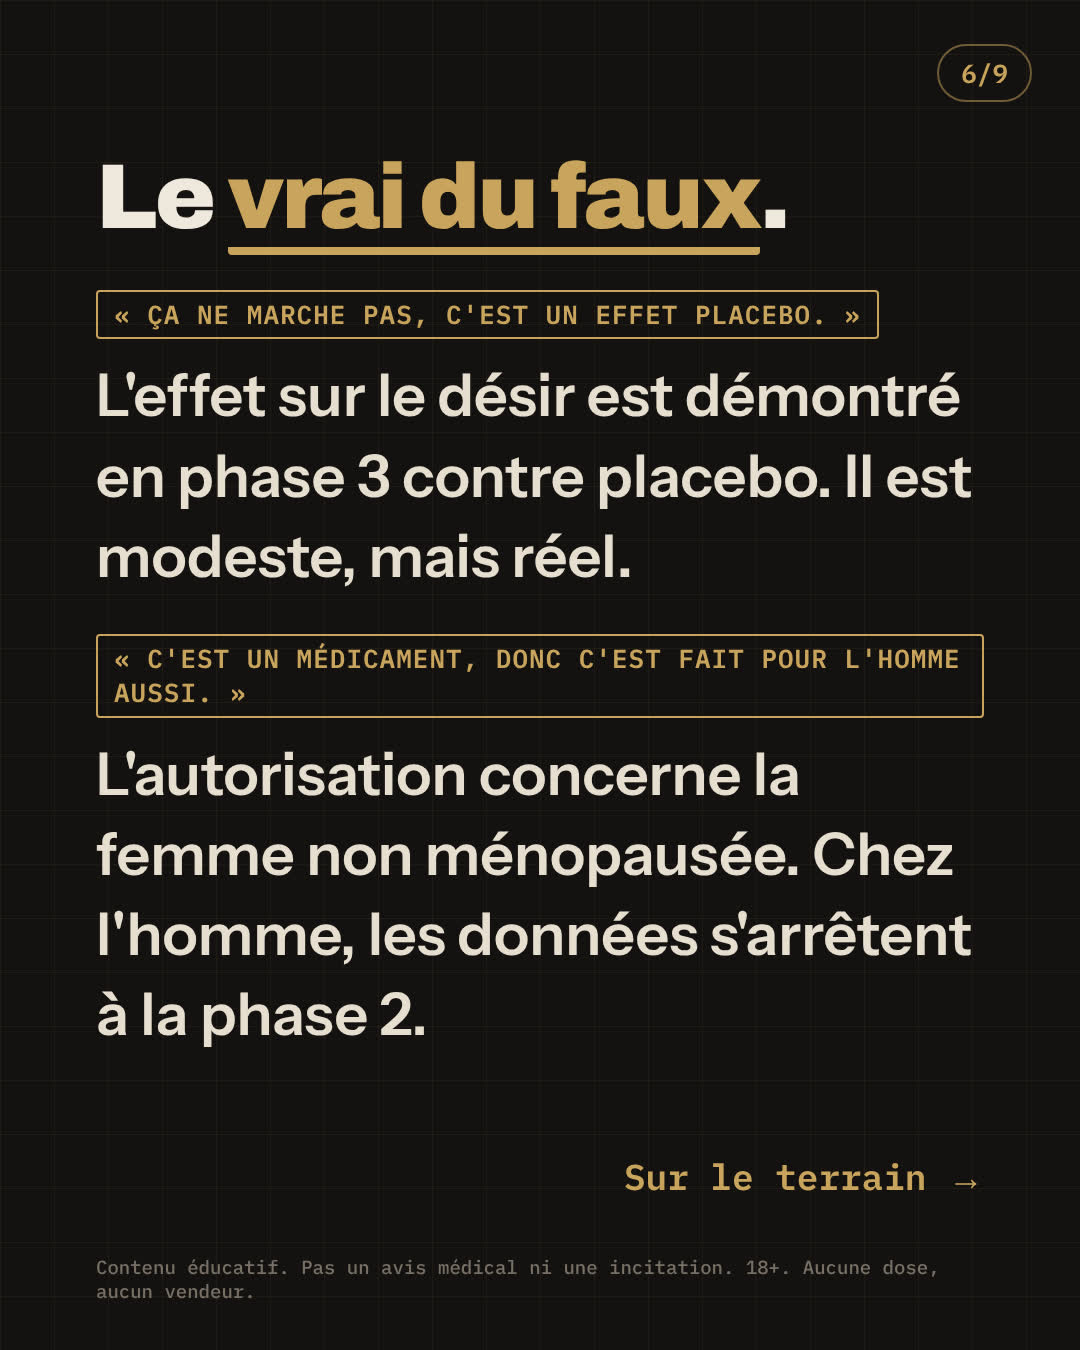 6/9
Le vrai du faux.
« ÇA NE MARCHE PAS, C'EST UN EFFET PLACEBO. »
L'effet sur le désir est démontré
en phase 3 contre placebo. Il est
modeste, mais réel.
« C'EST UN MÉDICAMENT, DONC C'EST FAIT POUR L'HOMME
AUSSI. »
L'autorisation concerne la
femme non ménopausée. Chez
l'homme, les données s'arrêtent
à la phase 2.
Sur le terrain →
Contenu éducatif. Pas un avis médical ni une incitation. 18+. Aucune dose,
aucun vendeur.